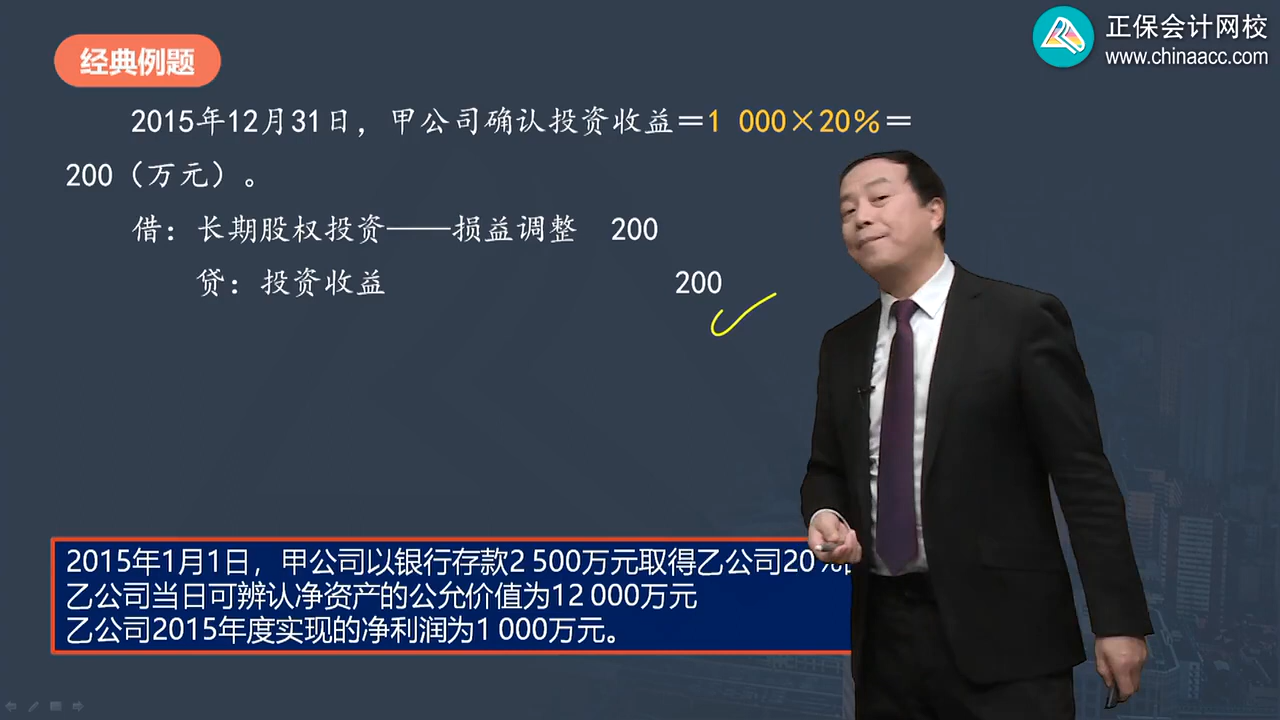 正保会计网校
www.chinaacc.com
经典例题
2015年12月31日，甲公司确认投资收益＝1 000×20％＝
200（万元）。
借：长期股权投资——损益调整 200
贷：投资收益 200
2015年1月1日，甲公司以银行存款2 500万元取得乙公司20%
乙公司当日可辨认净资产的公允价值为12 000万元
乙公司2015年度实现的净利润为1 000万元。